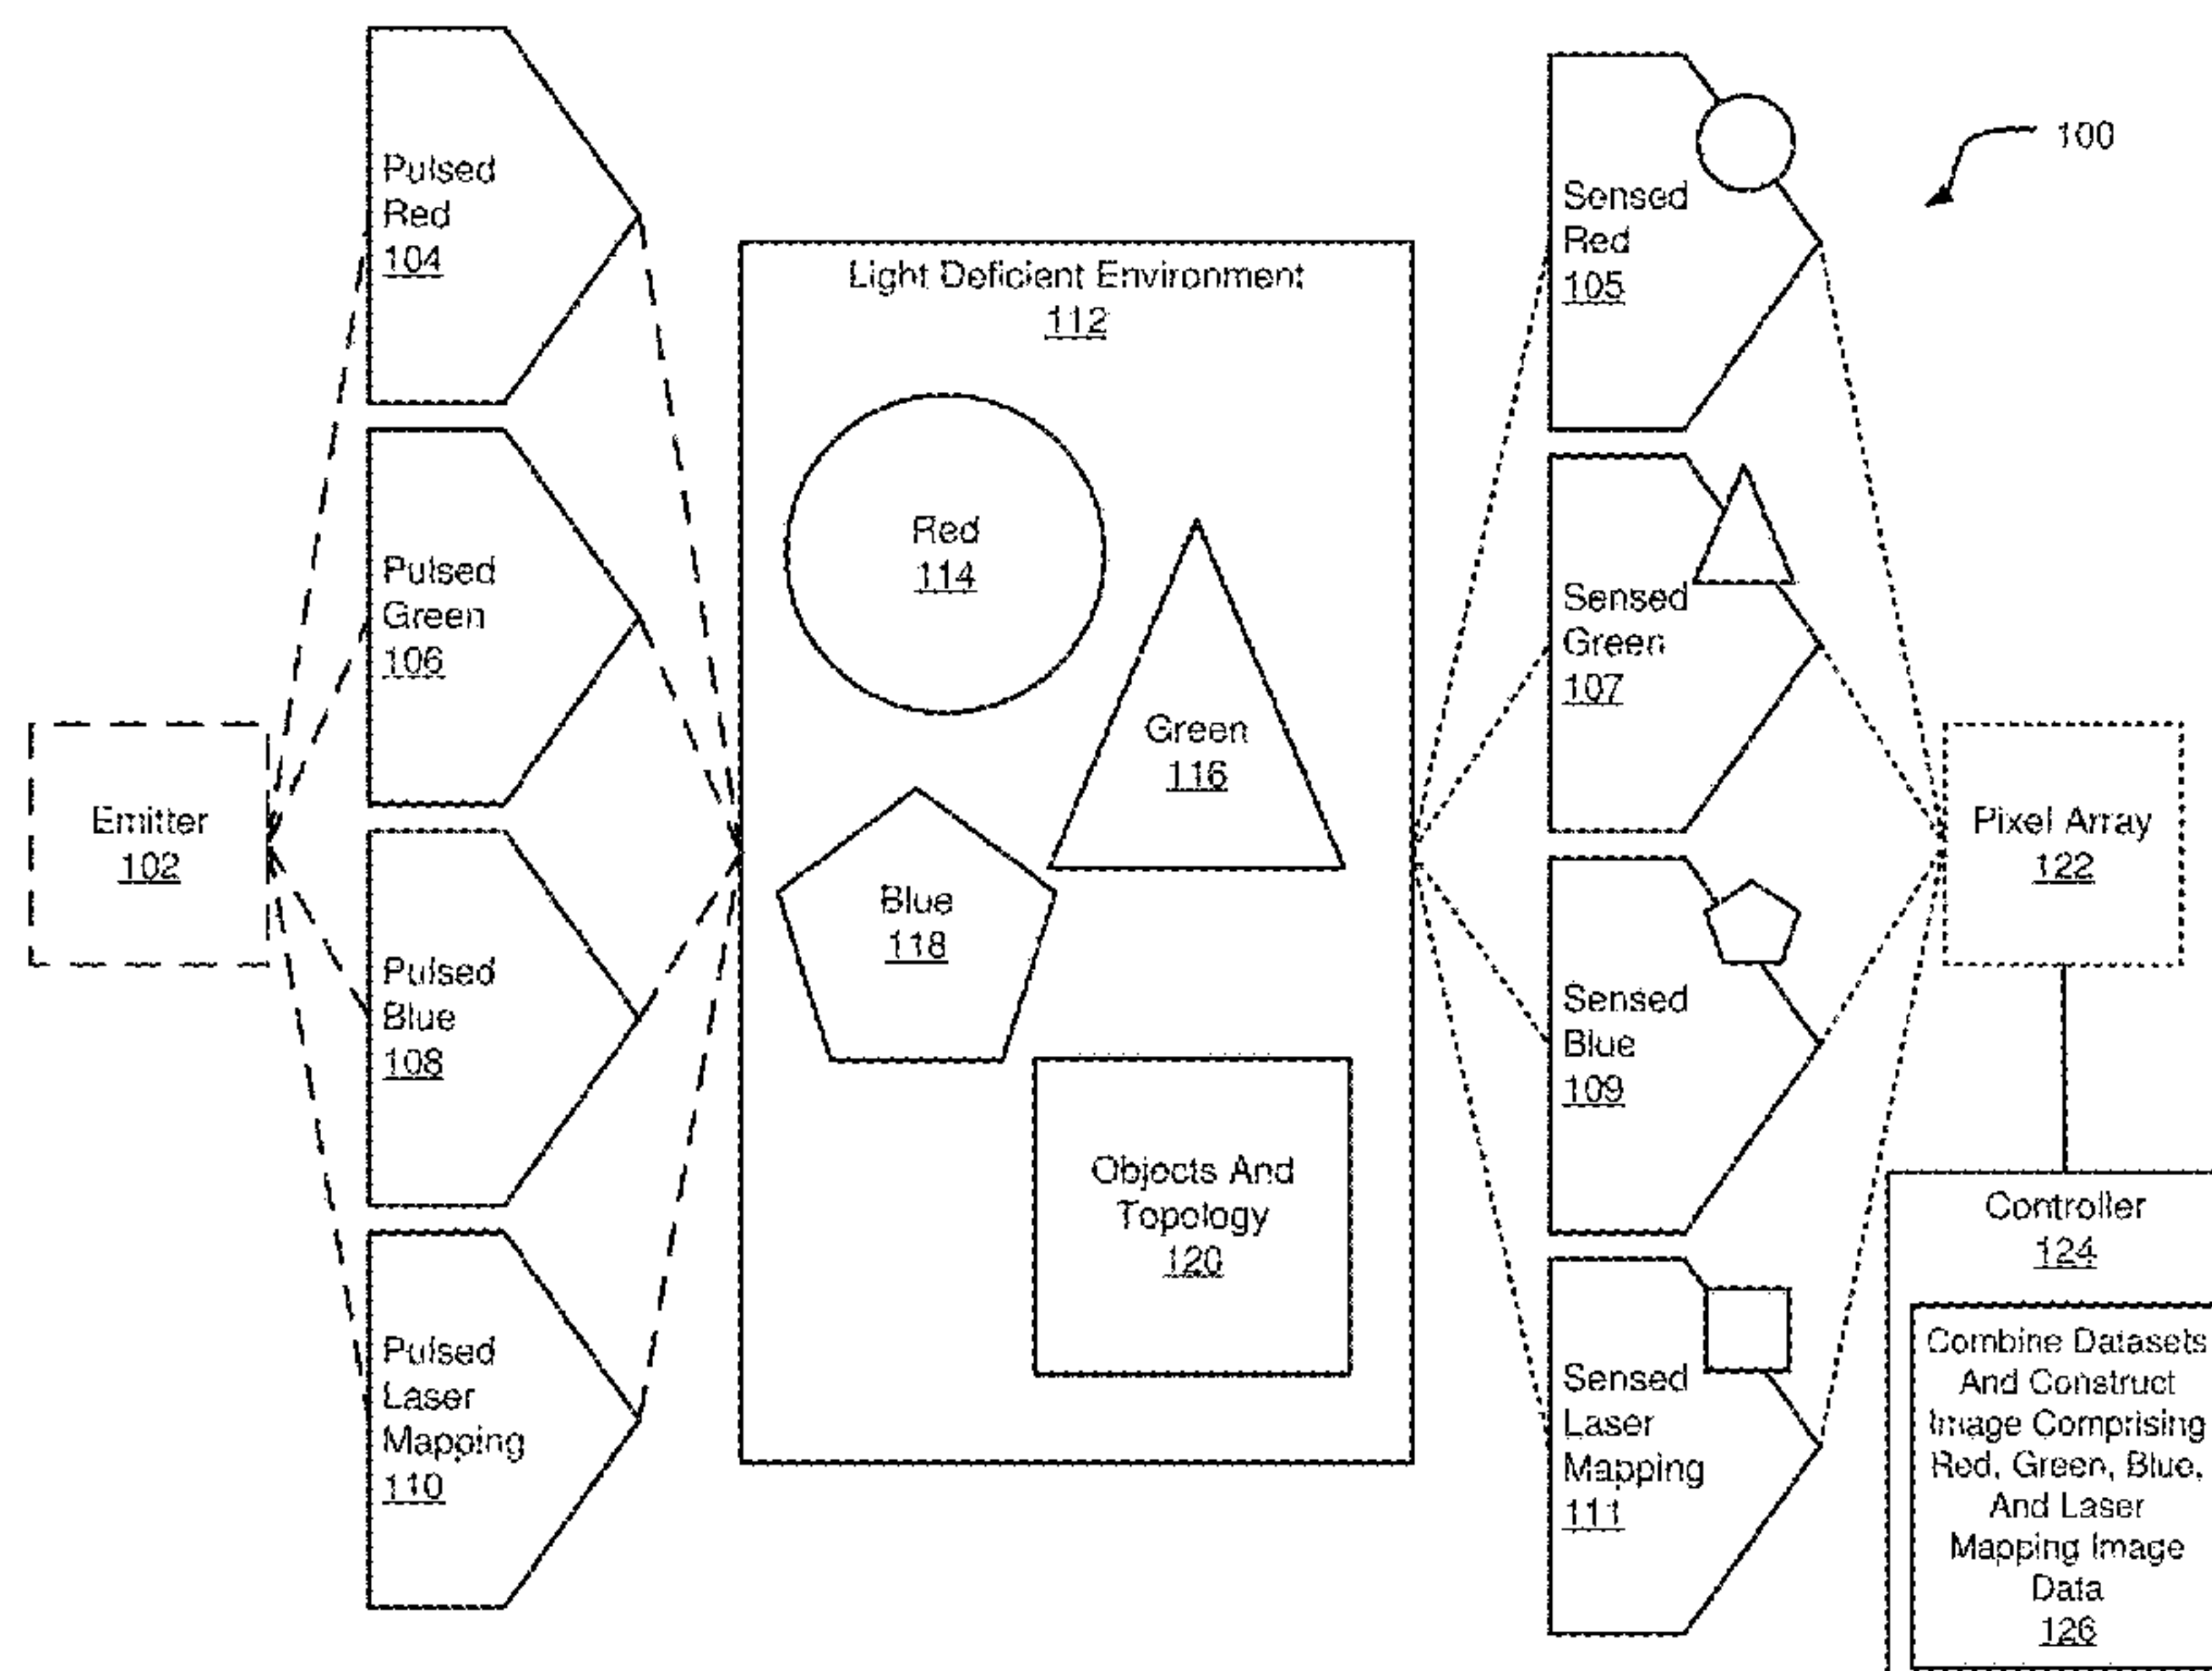 Pulsed
Red
104
Pulsed
Green
106
Pulsed
Blue
108
Pulsed
Laser
Mapping
110
Emitter
102
Light Deficient Environment
112
Red
114
Green
116
Blue
118
Objects And
Topology
120
Sensed
Red
105
Sensed
Green
107
Sensed
Blue
109
Sensed
Laser
Mapping
111
100
Pixel Array
122
Controller
124
Combine Datasets
And Construct
Image Comprising
Red, Green, Blue,
And Laser
Mapping Image
Data
126